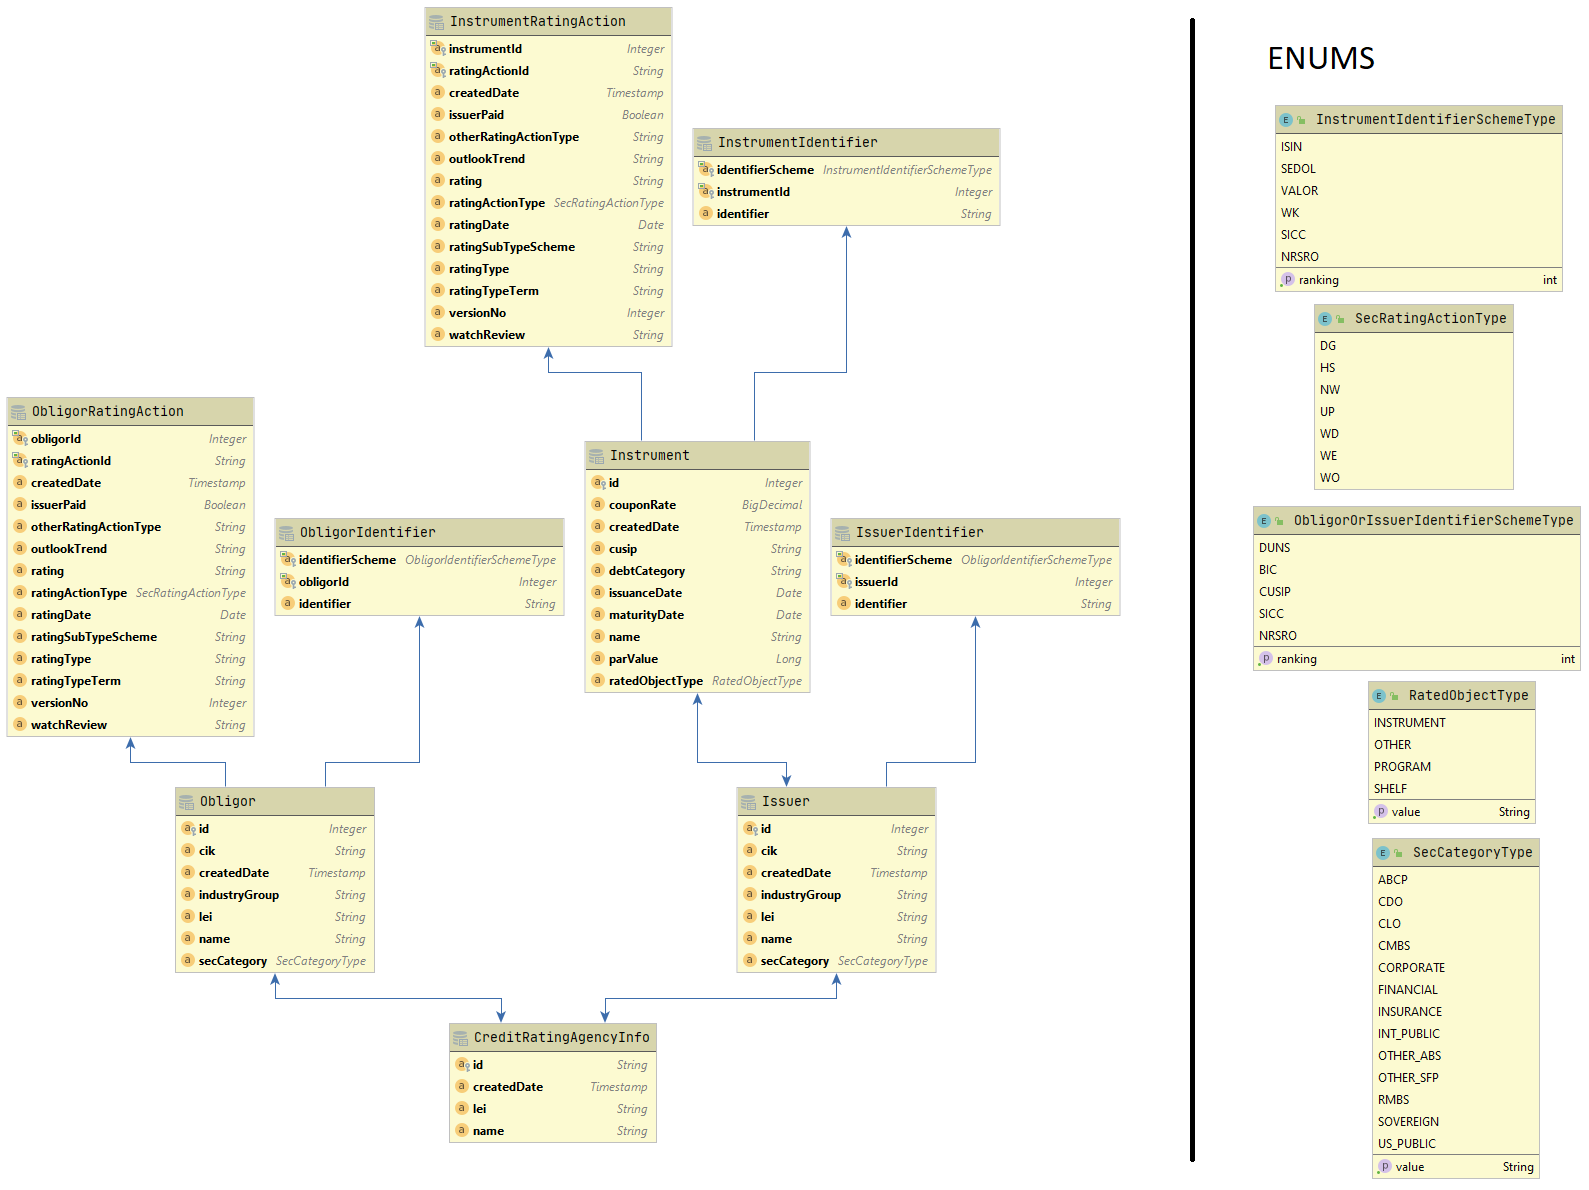 InstrumentRatingAction
instrumentId Integer
ratingActionId String
createdDate Timestamp
issuerPaid Boolean
otherRatingActionType String
outlookTrend String
rating String
ratingActionType SecRatingActionType
ratingDate Date
ratingSubTypeScheme String
ratingType String
ratingTypeTerm String
versionNo Integer
watchReview String
InstrumentIdentifier
identifierScheme InstrumentIdentifierSchemeType
instrumentId Integer
identifier String
ObligorRatingAction
obligorId Integer
ratingActionId String
createdDate Timestamp
issuerPaid Boolean
otherRatingActionType String
outlookTrend String
rating String
ratingActionType SecRatingActionType
ratingDate Date
ratingSubTypeScheme String
ratingType String
ratingTypeTerm String
versionNo Integer
watchReview String
ObligorIdentifier
identifierScheme ObligorIdentifierSchemeType
obligorId Integer
identifier String
Instrument
id Integer
couponRate BigDecimal
createdDate Timestamp
cusip String
debtCategory String
issuanceDate Date
maturityDate Date
name String
parValue Long
ratedObjectType RatedObjectType
IssuerIdentifier
identifierScheme ObligorIdentifierSchemeType
issuerId Integer
identifier String
Obligor
id Integer
cik String
createdDate Timestamp
industryGroup String
lei String
name String
secCategory SecCategoryType
Issuer
id Integer
cik String
createdDate Timestamp
industryGroup String
lei String
name String
secCategory SecCategoryType
CreditRatingAgencyInfo
id String
createdDate Timestamp
lei String
name String
ENUMS
InstrumentIdentifierSchemeType
ISIN
SEDOL
VALOR
WK
SICC
NRSRO
ranking int
SecRatingActionType
DG
HS
NW
UP
WD
WE
WO
ObligorOrIssuerIdentifierSchemeType
DUNS
BIC
CUSIP
SICC
NRSRO
ranking int
RatedObjectType
INSTRUMENT
OTHER
PROGRAM
SHELF
value String
SecCategoryType
ABCP
CDO
CLO
CMBS
CORPORATE
FINANCIAL
INSURANCE
INT_PUBLIC
OTHER_ABS
OTHER_SFP
RMBS
SOVEREIGN
US_PUBLIC
value String